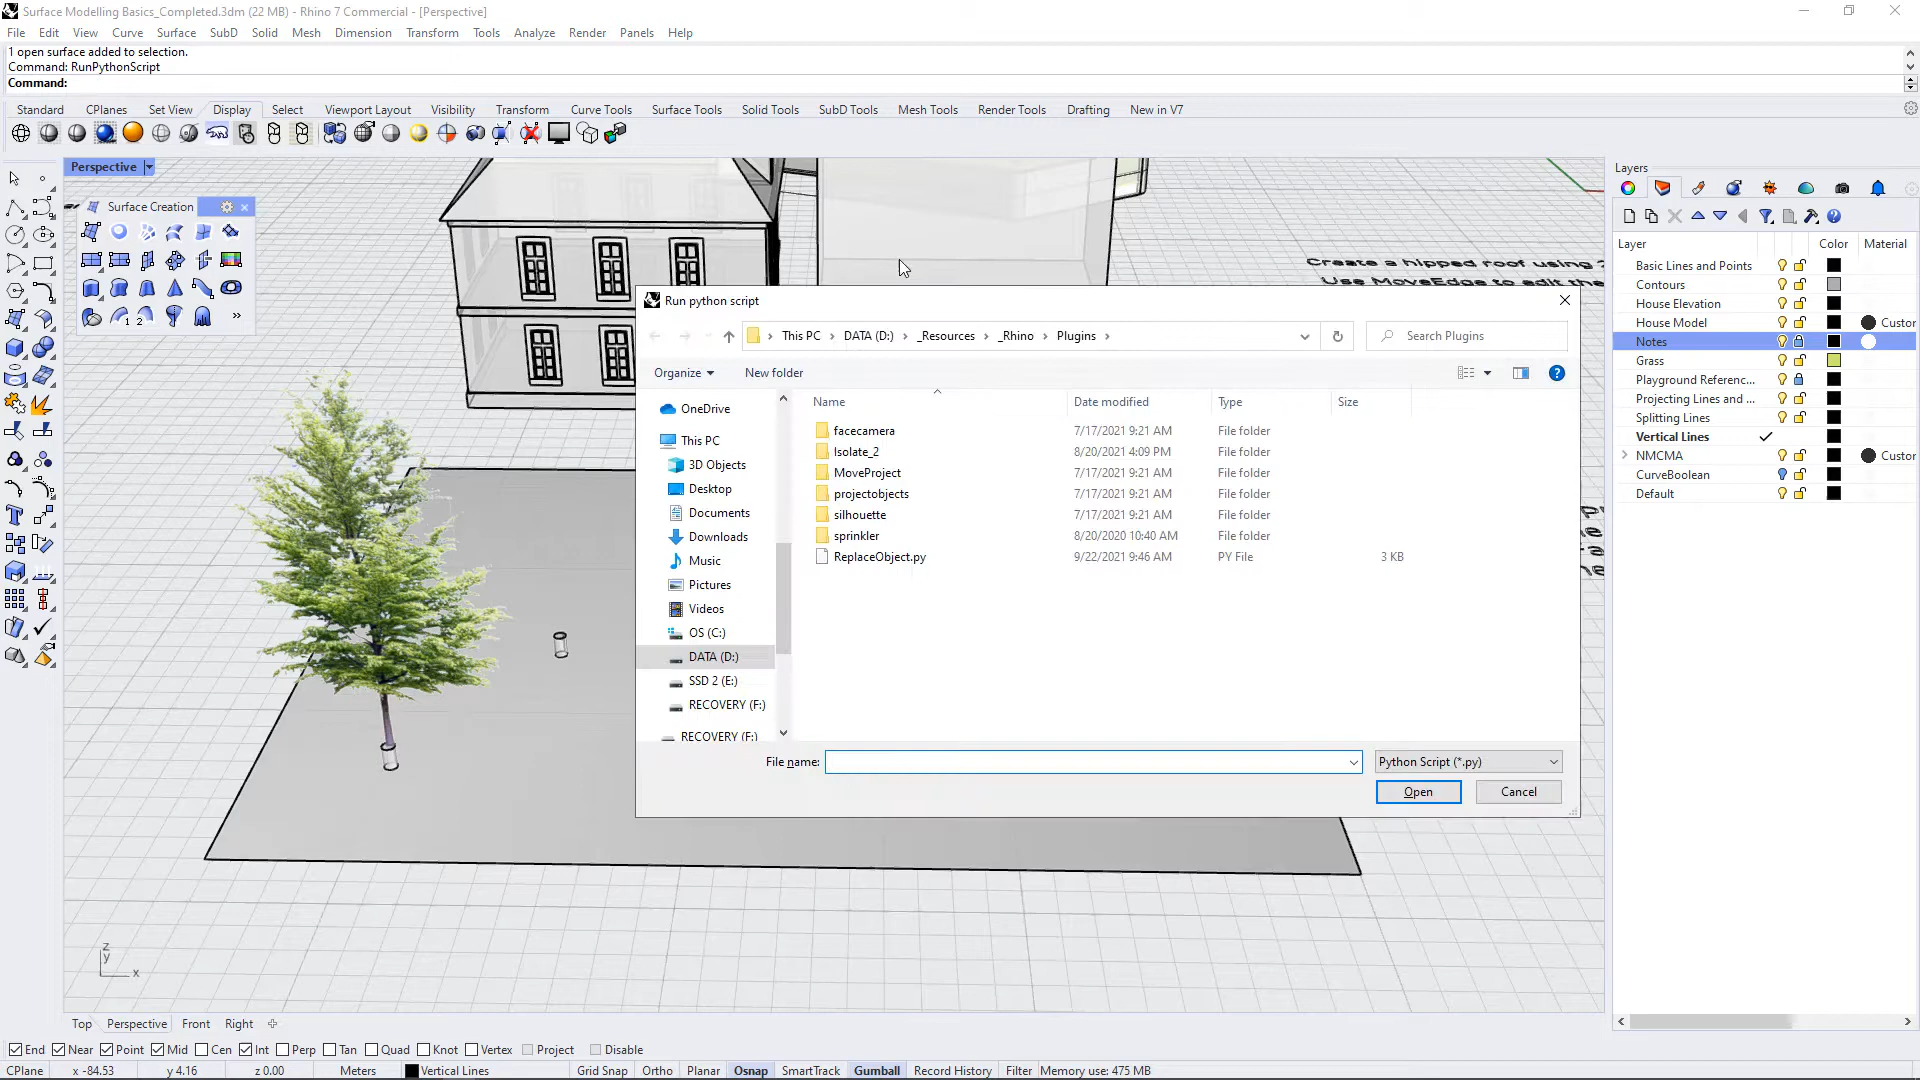 Surface Modelling Basics_Completed.3dm (22 MB) - Rhino 7 Commercial - [Perspective]
File Edit View Curve Surface SubD Solid Mesh Dimension Transform Tools Analyze Render Panels Help
1 open surface added to selection.
Command: RunPythonScript
Command:
Standard CPlanes Set View Display Select Viewport Layout Visibility Transform Curve Tools Surface Tools Solid Tools SubD Tools Mesh Tools Render Tools Drafting New in V7
Perspective
Surface Creation
Create a hipped roof using
Use MoveEdge to edit the
Run python script
This PC DATA (D:) _Resources _Rhino Plugins
Search Plugins
Organize New folder
Name Date modified Type Size
OneDrive
This PC
3D Objects
Desktop
Documents
Downloads
Music
Pictures
Videos
OS (C:)
DATA (D:)
SSD 2 (E:)
RECOVERY (F:)
RECOVERY (F:)
facecamera 7/17/2021 9:21 AM File folder
Isolate_2 8/20/2021 4:09 PM File folder
MoveProject 7/17/2021 9:21 AM File folder
projectobjects 7/17/2021 9:21 AM File folder
silhouette 7/17/2021 9:21 AM File folder
sprinkler 8/20/2020 10:40 AM File folder
ReplaceObject.py 9/22/2021 9:46 AM PY File 3 KB
File name: Python Script (*.py)
Open Cancel
Layers
Layer Color Material
Basic Lines and Points
Contours
House Elevation
House Model Custo
Notes
Grass
Playground Referenc...
Projecting Lines and ...
Splitting Lines
Vertical Lines
NMCMA Custo
CurveBoolean
Default
z
y
x
Top Perspective Front Right
End Near Point Mid Cen Int Perp Tan Quad Knot Vertex Project Disable
CPlane x -84.53 y 4.16 z 0.00 Meters Vertical Lines Grid Snap Ortho Planar Osnap SmartTrack Gumball Record History Filter Memory use: 475 MB